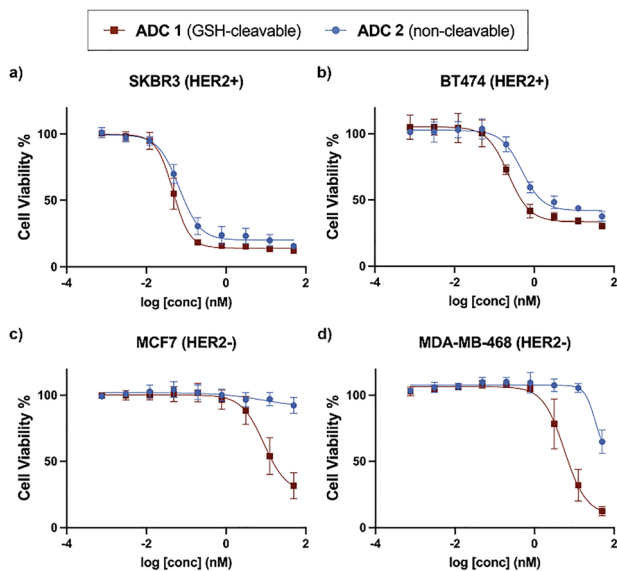 ADC 1 (GSH-cleavable) ADC 2 (non-cleavable)
a) SKBR3 (HER2+)
Cell Viability %
100
50
0
-4 -2 0 2
log [conc] (nM)
b) BT474 (HER2+)
Cell Viability %
100
50
0
-4 -2 0 2
log [conc] (nM)
c) MCF7 (HER2-)
Cell Viability %
100
50
0
-4 -2 0 2
log [conc] (nM)
d) MDA-MB-468 (HER2-)
Cell Viability %
100
50
0
-4 -2 0 2
log [conc] (nM)